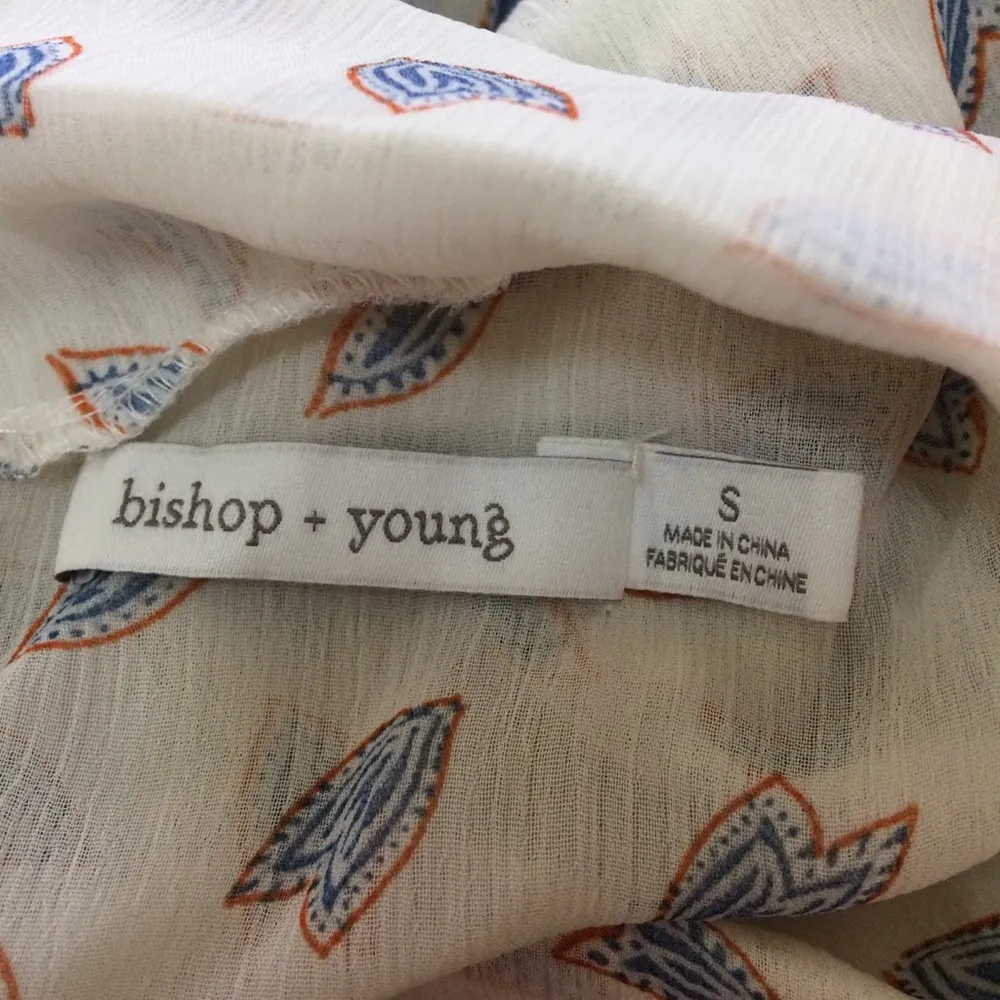 bishop + young
S
MADE IN CHINA
FABRIQUÉ EN CHINE